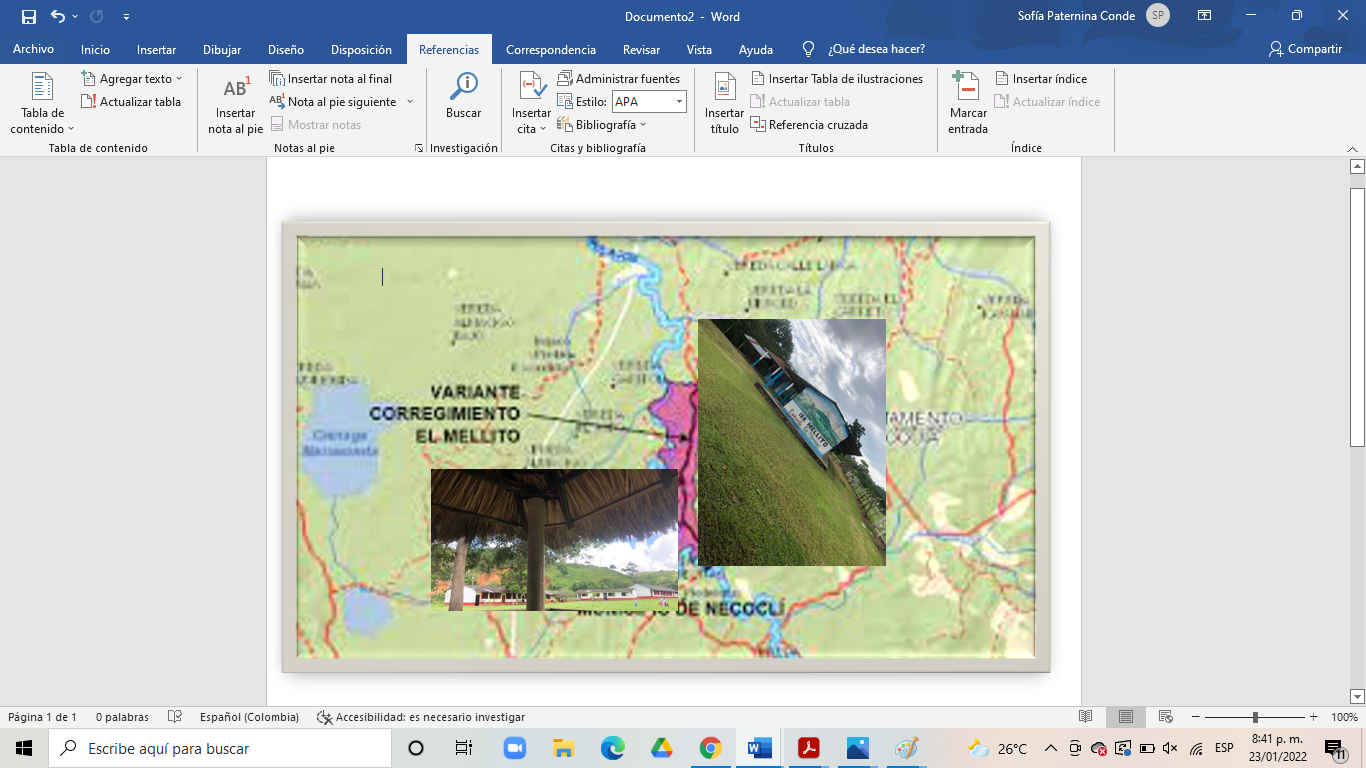 Documento2 - Word
Sofía Paternina Conde
SP
Archivo
Inicio
Insertar
Dibujar
Diseño
Disposición
Referencias
Correspondencia
Revisar
Vista
Ayuda
¿Qué desea hacer?
Compartir
Tabla de
contenido
Agregar texto
Actualizar tabla
Tabla de contenido
AB1
Insertar
nota al pie
Insertar nota al final
Nota al pie siguiente
Mostrar notas
Notas al pie
Buscar
Investigación
Insertar
cita
Administrar fuentes
Estilo: APA
Bibliografía
Citas y bibliografía
Insertar
título
Insertar Tabla de ilustraciones
Actualizar tabla
Referencia cruzada
Títulos
Marcar
entrada
Insertar índice
Actualizar índice
Índice
VARIANTE
CORREGIMIENTO
EL MELLITO
Cienaga
IER MELLITO
DE NECOCLÍ
Página 1 de 1
0 palabras
Español (Colombia)
Accesibilidad: es necesario investigar
100%
Escribe aquí para buscar
26°C
ESP
8:41 p. m.
23/01/2022
11